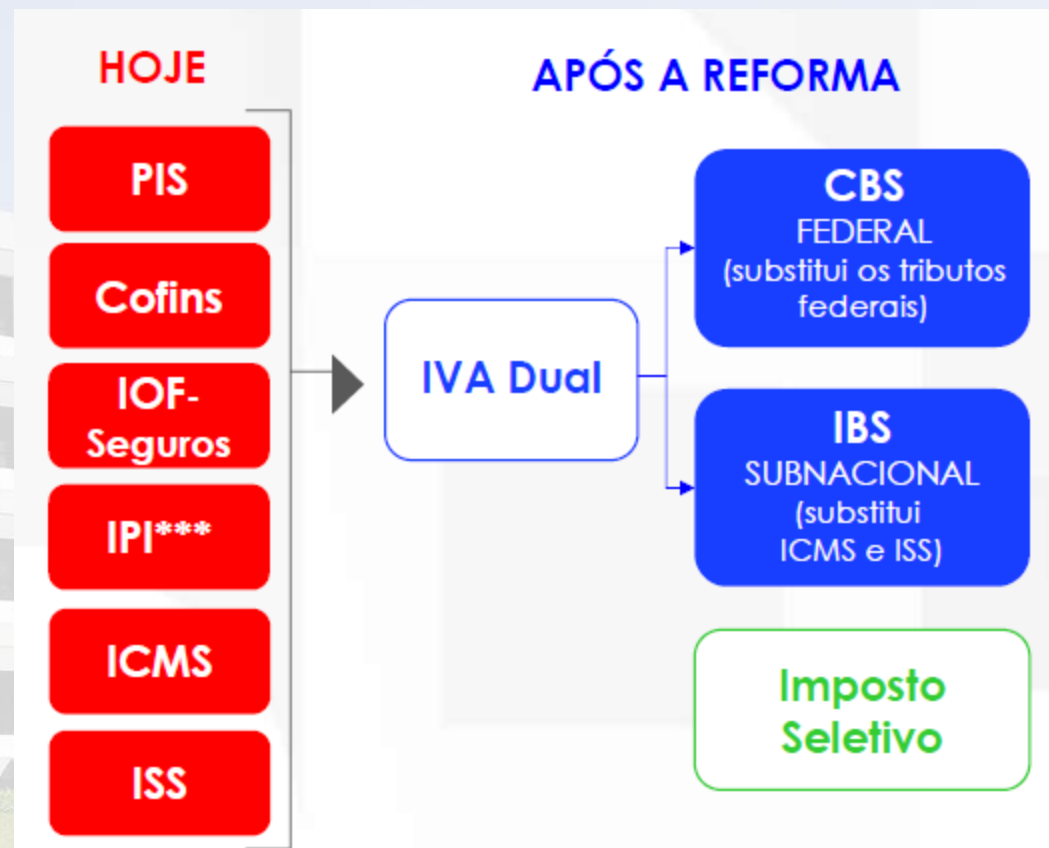 HOJE
PIS
Cofins
IOF-
Seguros
IPI***
ICMS
ISS
APÓS A REFORMA
IVA Dual
CBS
FEDERAL
(substitui os tributos
federais)
IBS
SUBNACIONAL
(substitui
ICMS e ISS)
Imposto
Seletivo